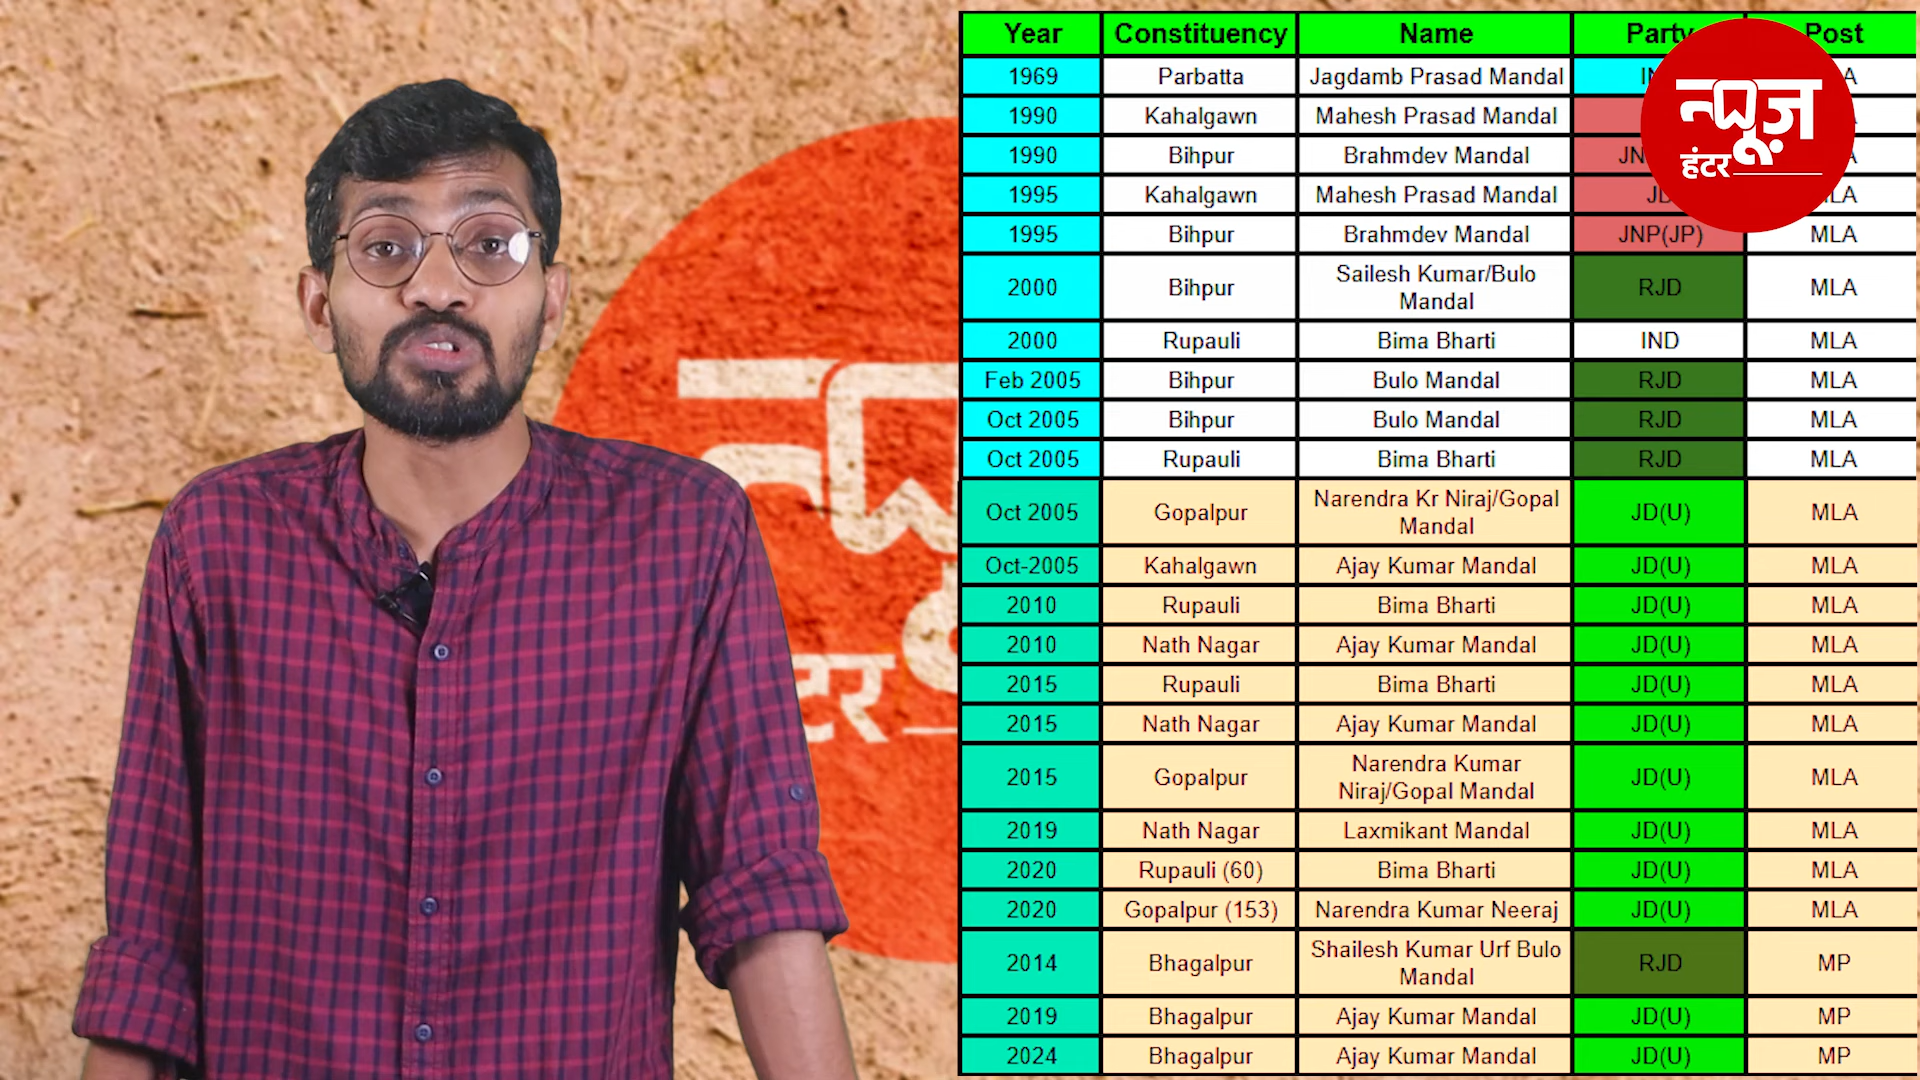 Year Constituency Name Party Post
1969 Parbatta Jagdamb Prasad Mandal
1990 Kahalgawn Mahesh Prasad Mandal
1990 Bihpur Brahmdev Mandal
1995 Kahalgawn Mahesh Prasad Mandal
1995 Bihpur Brahmdev Mandal JNP(JP) MLA
2000 Bihpur Sailesh Kumar/Bulo
Mandal RJD MLA
2000 Rupauli Bima Bharti IND MLA
Feb 2005 Bihpur Bulo Mandal RJD MLA
Oct 2005 Bihpur Bulo Mandal RJD MLA
Oct 2005 Rupauli Bima Bharti RJD MLA
Oct 2005 Gopalpur Narendra Kr Niraj/Gopal
Mandal JD(U) MLA
Oct-2005 Kahalgawn Ajay Kumar Mandal JD(U) MLA
2010 Rupauli Bima Bharti JD(U) MLA
2010 Nath Nagar Ajay Kumar Mandal JD(U) MLA
2015 Rupauli Bima Bharti JD(U) MLA
2015 Nath Nagar Ajay Kumar Mandal JD(U) MLA
2015 Gopalpur Narendra Kumar
Niraj/Gopal Mandal JD(U) MLA
2019 Nath Nagar Laxmikant Mandal JD(U) MLA
2020 Rupauli (60) Bima Bharti JD(U) MLA
2020 Gopalpur (153) Narendra Kumar Neeraj JD(U) MLA
2014 Bhagalpur Shailesh Kumar Urf Bulo
Mandal RJD MP
2019 Bhagalpur Ajay Kumar Mandal JD(U) MP
2024 Bhagalpur Ajay Kumar Mandal JD(U) MP
न्यूज़
हंटर